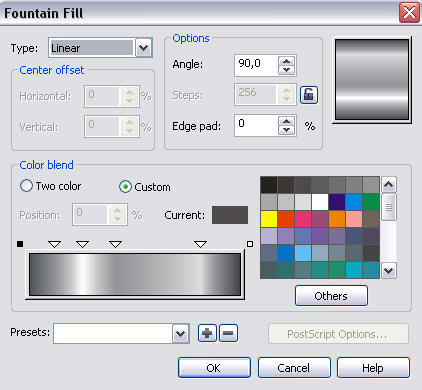 Fountain Fill
Type: Linear
Options
Angle: 90,0
Center offset
Horizontal: 0 %
Steps: 256
Vertical: 0 %
Edge pad: 0 %
Color blend
Two color
Custom
Position: 0 %
Current:
Others
Presets:
PostScript Options...
OK
Cancel
Help